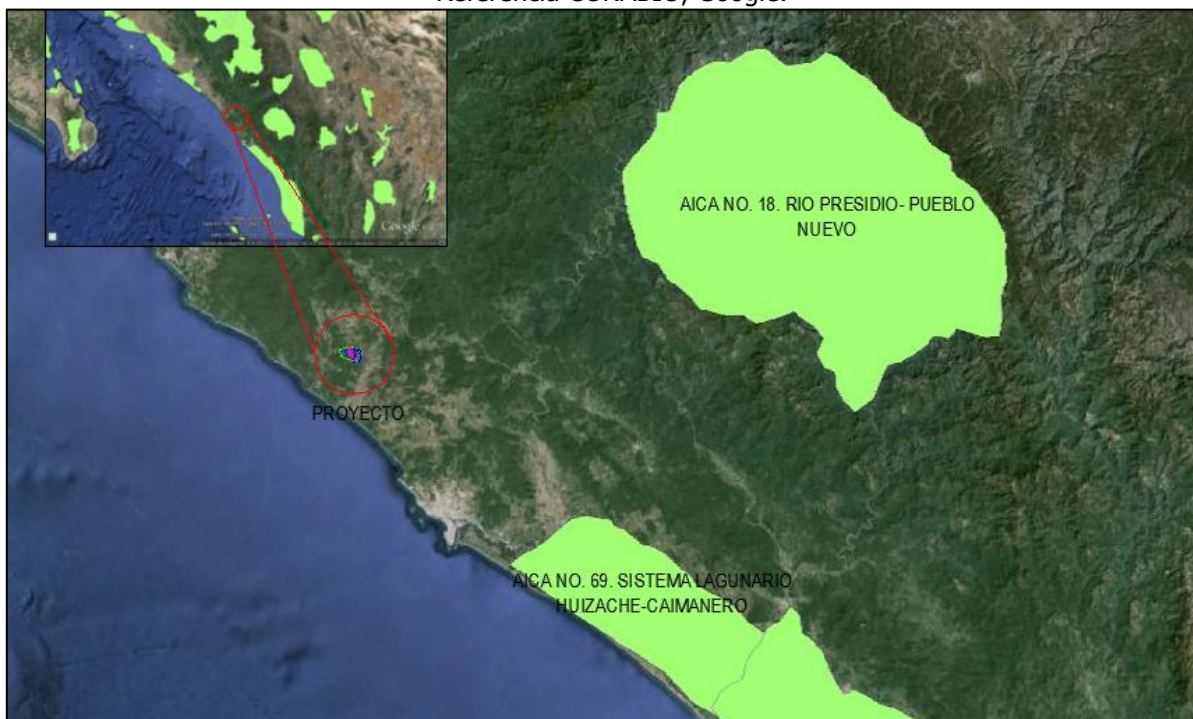 Referencia CONABIO, Google.
Google
AICA NO. 18. RIO PRESIDIO- PUEBLO
NUEVO
PROYECTO
AICA NO. 69. SISTEMA LAGUNARIO
HUIZACHE-CAIMANERO